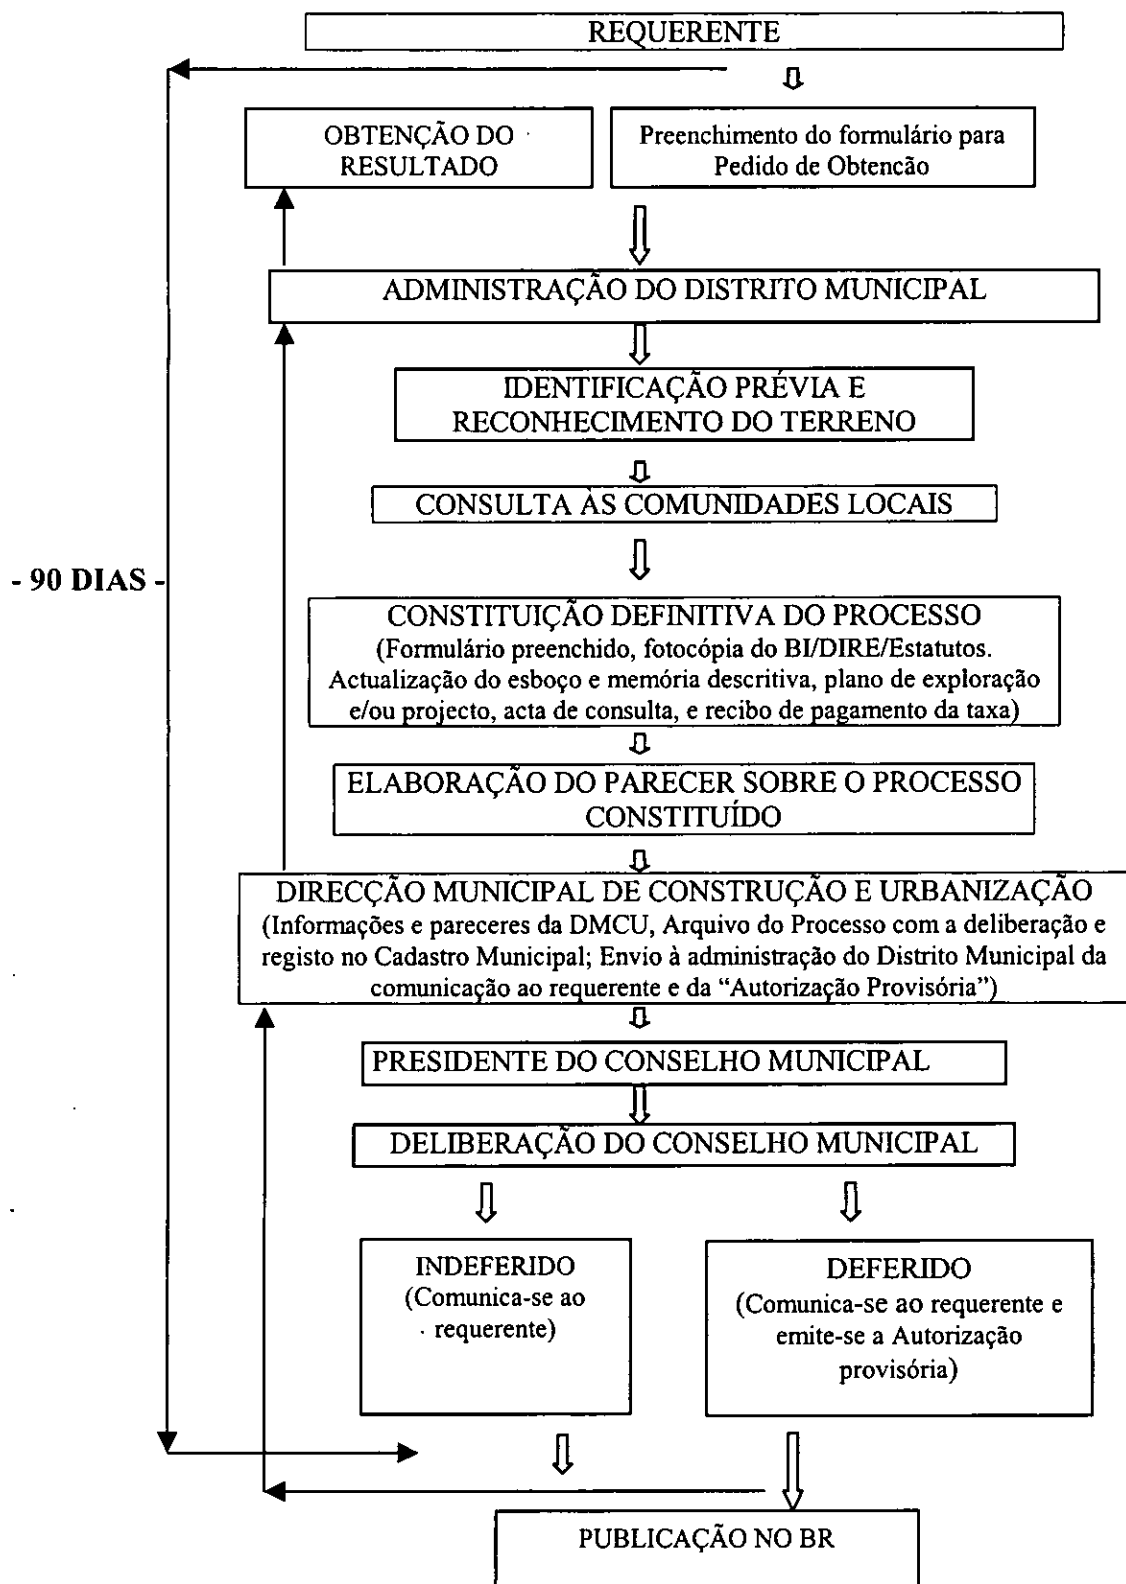 REQUERENTE
OBTENÇÃO DO
RESULTADO
Preenchimento do formulário para
Pedido de Obtencão
ADMINISTRAÇÃO DO DISTRITO MUNICIPAL
IDENTIFICAÇÃO PRÉVIA E
RECONHECIMENTO DO TERRENO
CONSULTA ÀS COMUNIDADES LOCAIS
- 90 DIAS -
CONSTITUIÇÃO DEFINITIVA DO PROCESSO
(Formulário preenchido, fotocópia do BI/DIRE/Estatutos.
Actualização do esboço e memória descritiva, plano de exploração
e/ou projecto, acta de consulta, e recibo de pagamento da taxa)
ELABORAÇÃO DO PARECER SOBRE O PROCESSO
CONSTITUÍDO
DIRECÇÃO MUNICIPAL DE CONSTRUÇÃO E URBANIZAÇÃO
(Informações e pareceres da DMCU, Arquivo do Processo com a deliberação e
registo no Cadastro Municipal; Envio à administração do Distrito Municipal da
comunicação ao requerente e da “Autorização Provisória”)
PRESIDENTE DO CONSELHO MUNICIPAL
DELIBERAÇÃO DO CONSELHO MUNICIPAL
INDEFERIDO
(Comunica-se ao
requerente)
DEFERIDO
(Comunica-se ao requerente e
emite-se a Autorização
provisória)
PUBLICAÇÃO NO BR